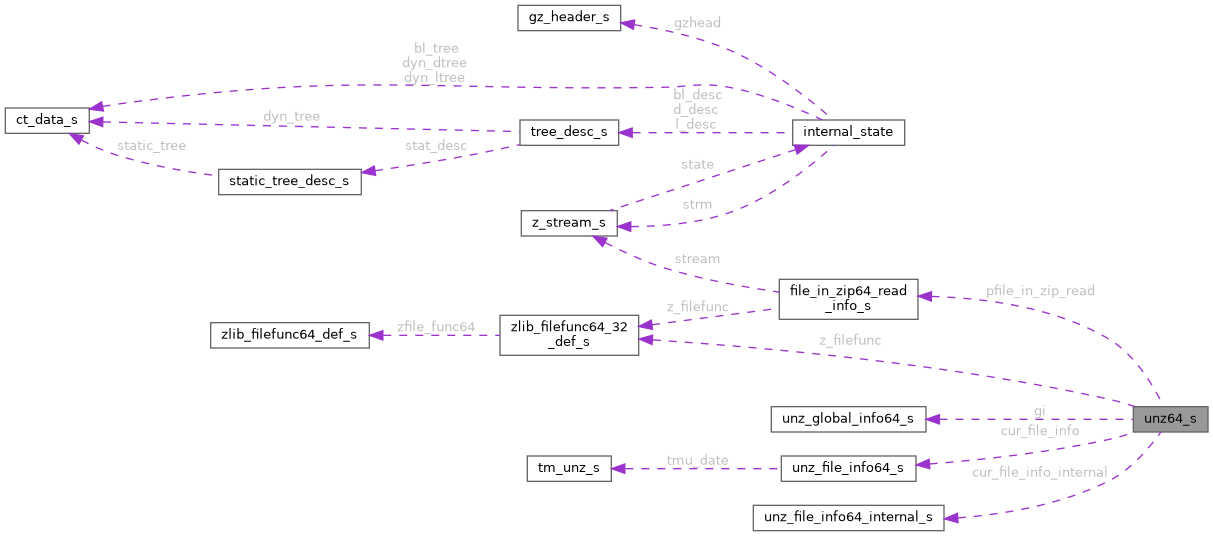 gz_header_s
gzhead
bl_tree
dyn_dtree
dyn_ltree
bl_desc
d_desc
l_desc
ct_data_s
dyn_tree
tree_desc_s
internal_state
static_tree
stat_desc
static_tree_desc_s
state
strm
z_stream_s
stream
file_in_zip64_read
_info_s
pfile_in_zip_read
z_filefunc
zlib_filefunc64_def_s
zfile_func64
zlib_filefunc64_32
_def_s
z_filefunc
unz_global_info64_s
gi
unz64_s
cur_file_info
tm_unz_s
tmu_date
unz_file_info64_s
cur_file_info_internal
unz_file_info64_internal_s